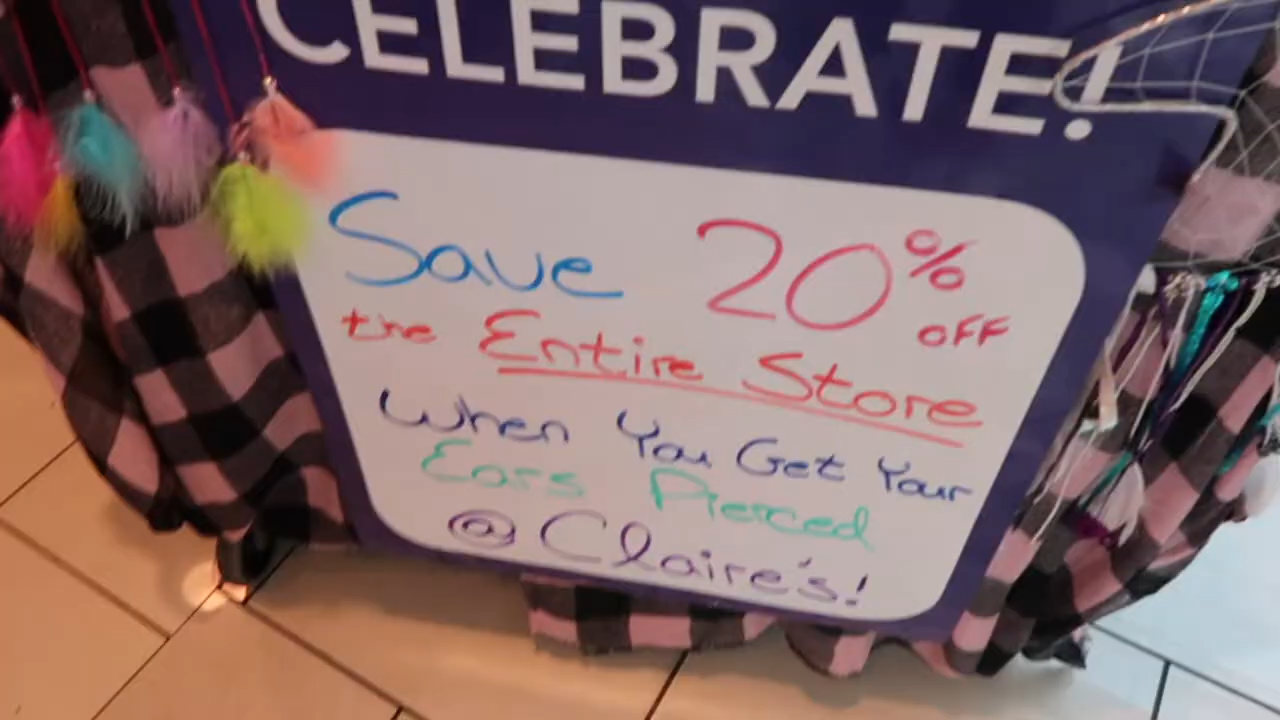 CELEBRATE!
Save 20% OFF
the Entire Store
When You Get Your
Ears Pierced
@ Claire's!